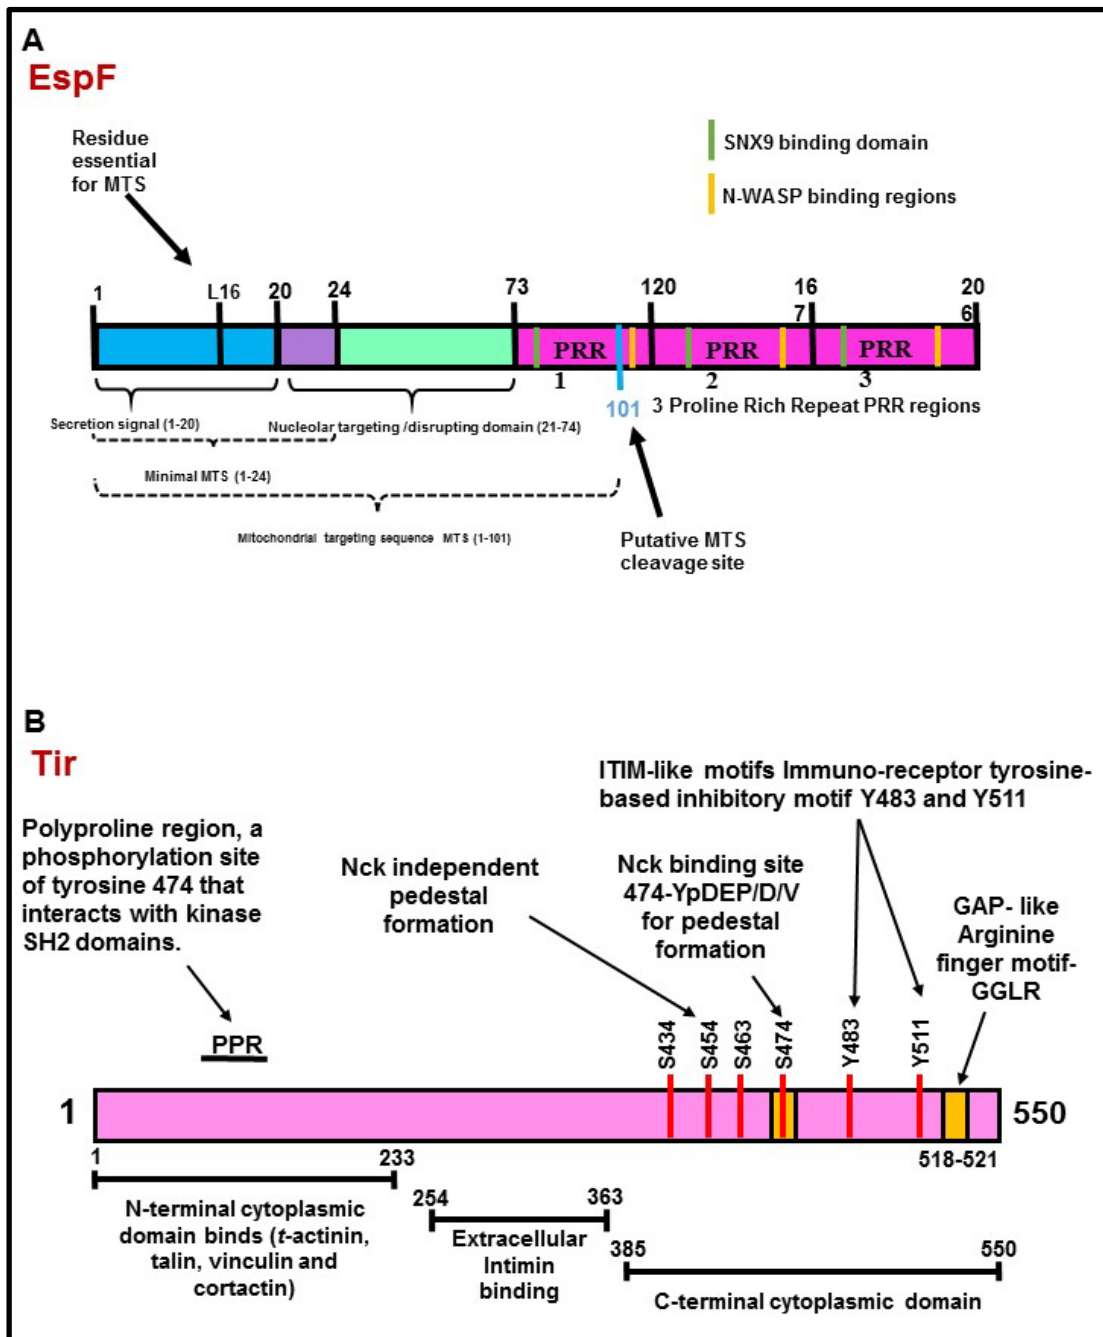 A
EspF
Residue
essential
for MTS
SNX9 binding domain
N-WASP binding regions
1
L16
20
24
73
120
16
7
20
6
PRR
1
PRR
2
PRR
3
101
3 Proline Rich Repeat PRR regions
Secretion signal (1-20)
Nucleolar targeting /disrupting domain (21-74)
Minimal MTS (1-24)
Mitochondrial targeting sequence MTS (1-101)
Putative MTS
cleavage site
B
Tir
Polyproline region, a
phosphorylation site
of tyrosine 474 that
interacts with kinase
SH2 domains.
PPR
Nck independent
pedestal
formation
Nck binding site
474-YpDEP/D/V
for pedestal
formation
ITIM-like motifs Immuno-receptor tyrosine-
based inhibitory motif Y483 and Y511
GAP- like
Arginine
finger motif-
GGLR
S434
S454
S463
S474
Y483
Y511
1
550
518-521
1
233
N-terminal cytoplasmic
domain binds (t-actinin,
talin, vinculin and
cortactin)
254
363
Extracellular
Intimin
binding
385
550
C-terminal cytoplasmic domain